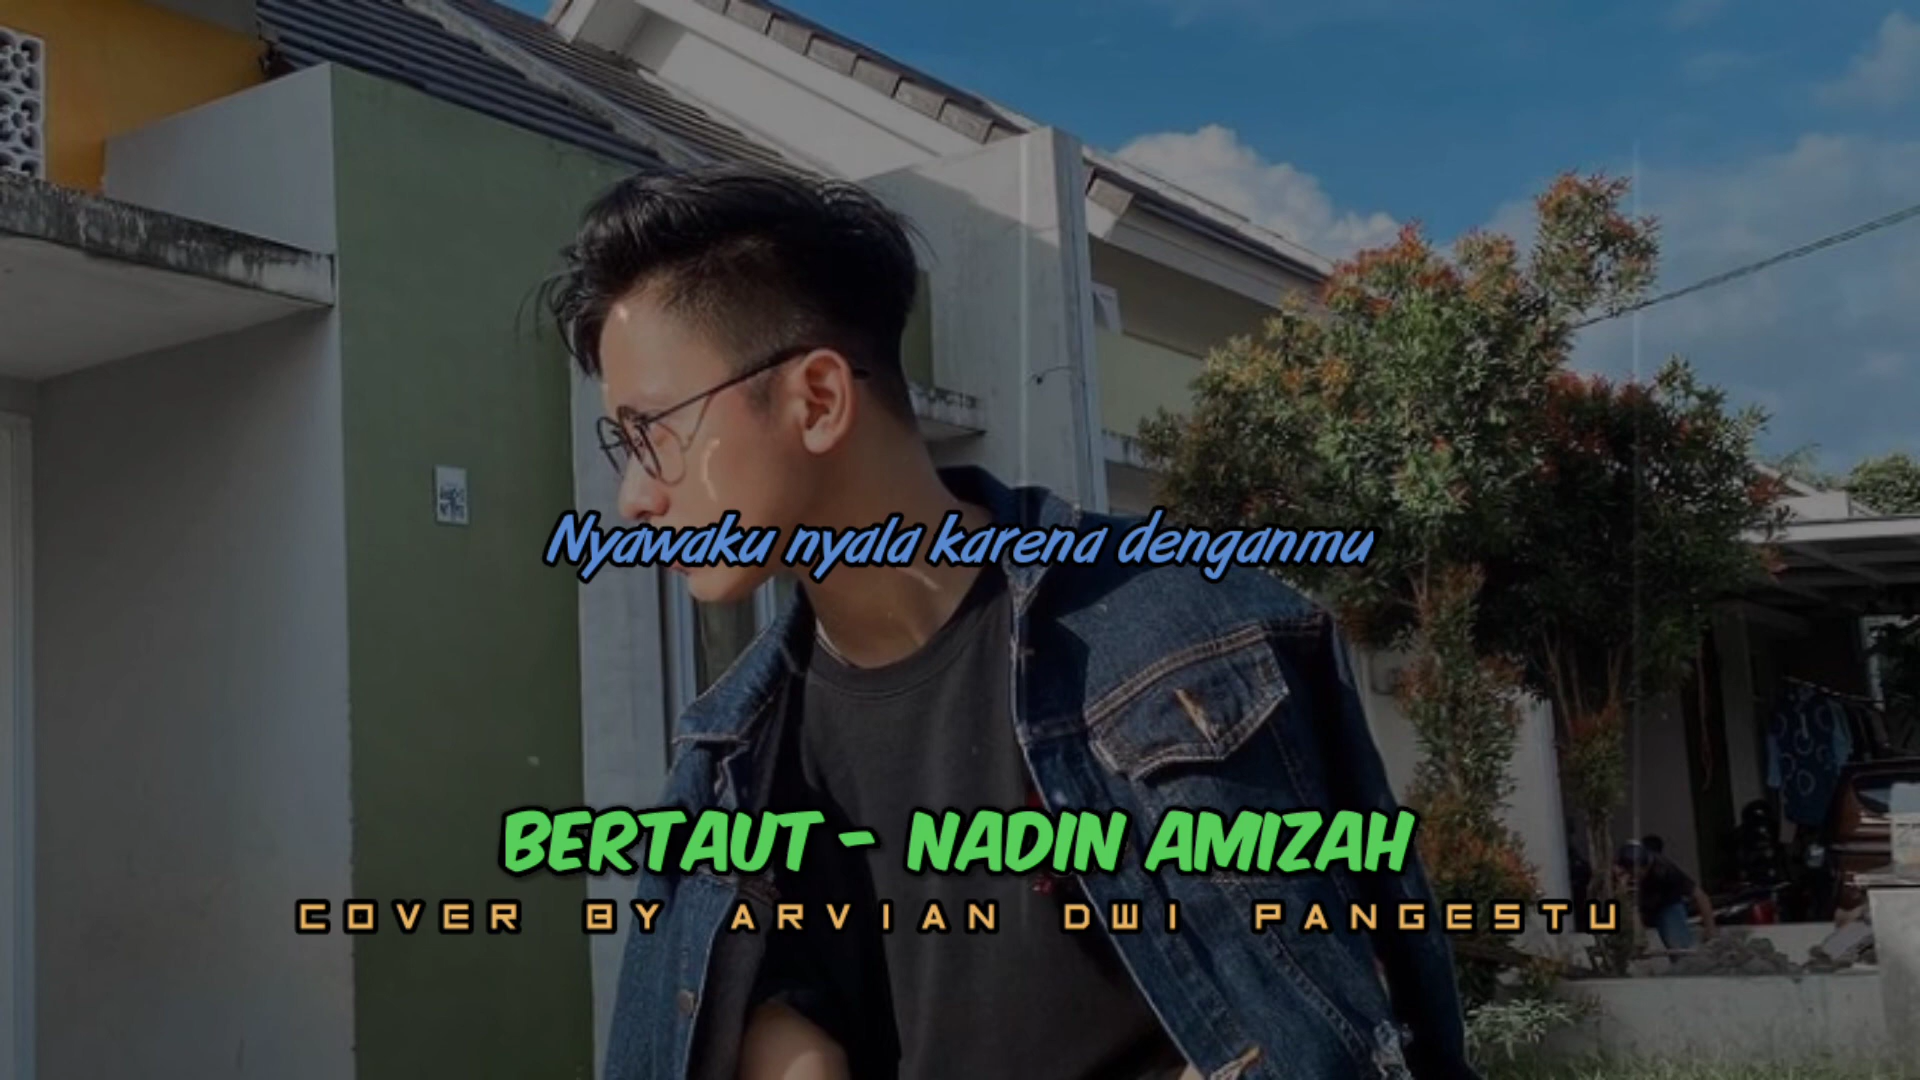 Nyawaku nyala karena denganmu
BERTAUT - NADIN AMIZAH
COVER BY ARVIAN DWI PANGESTU